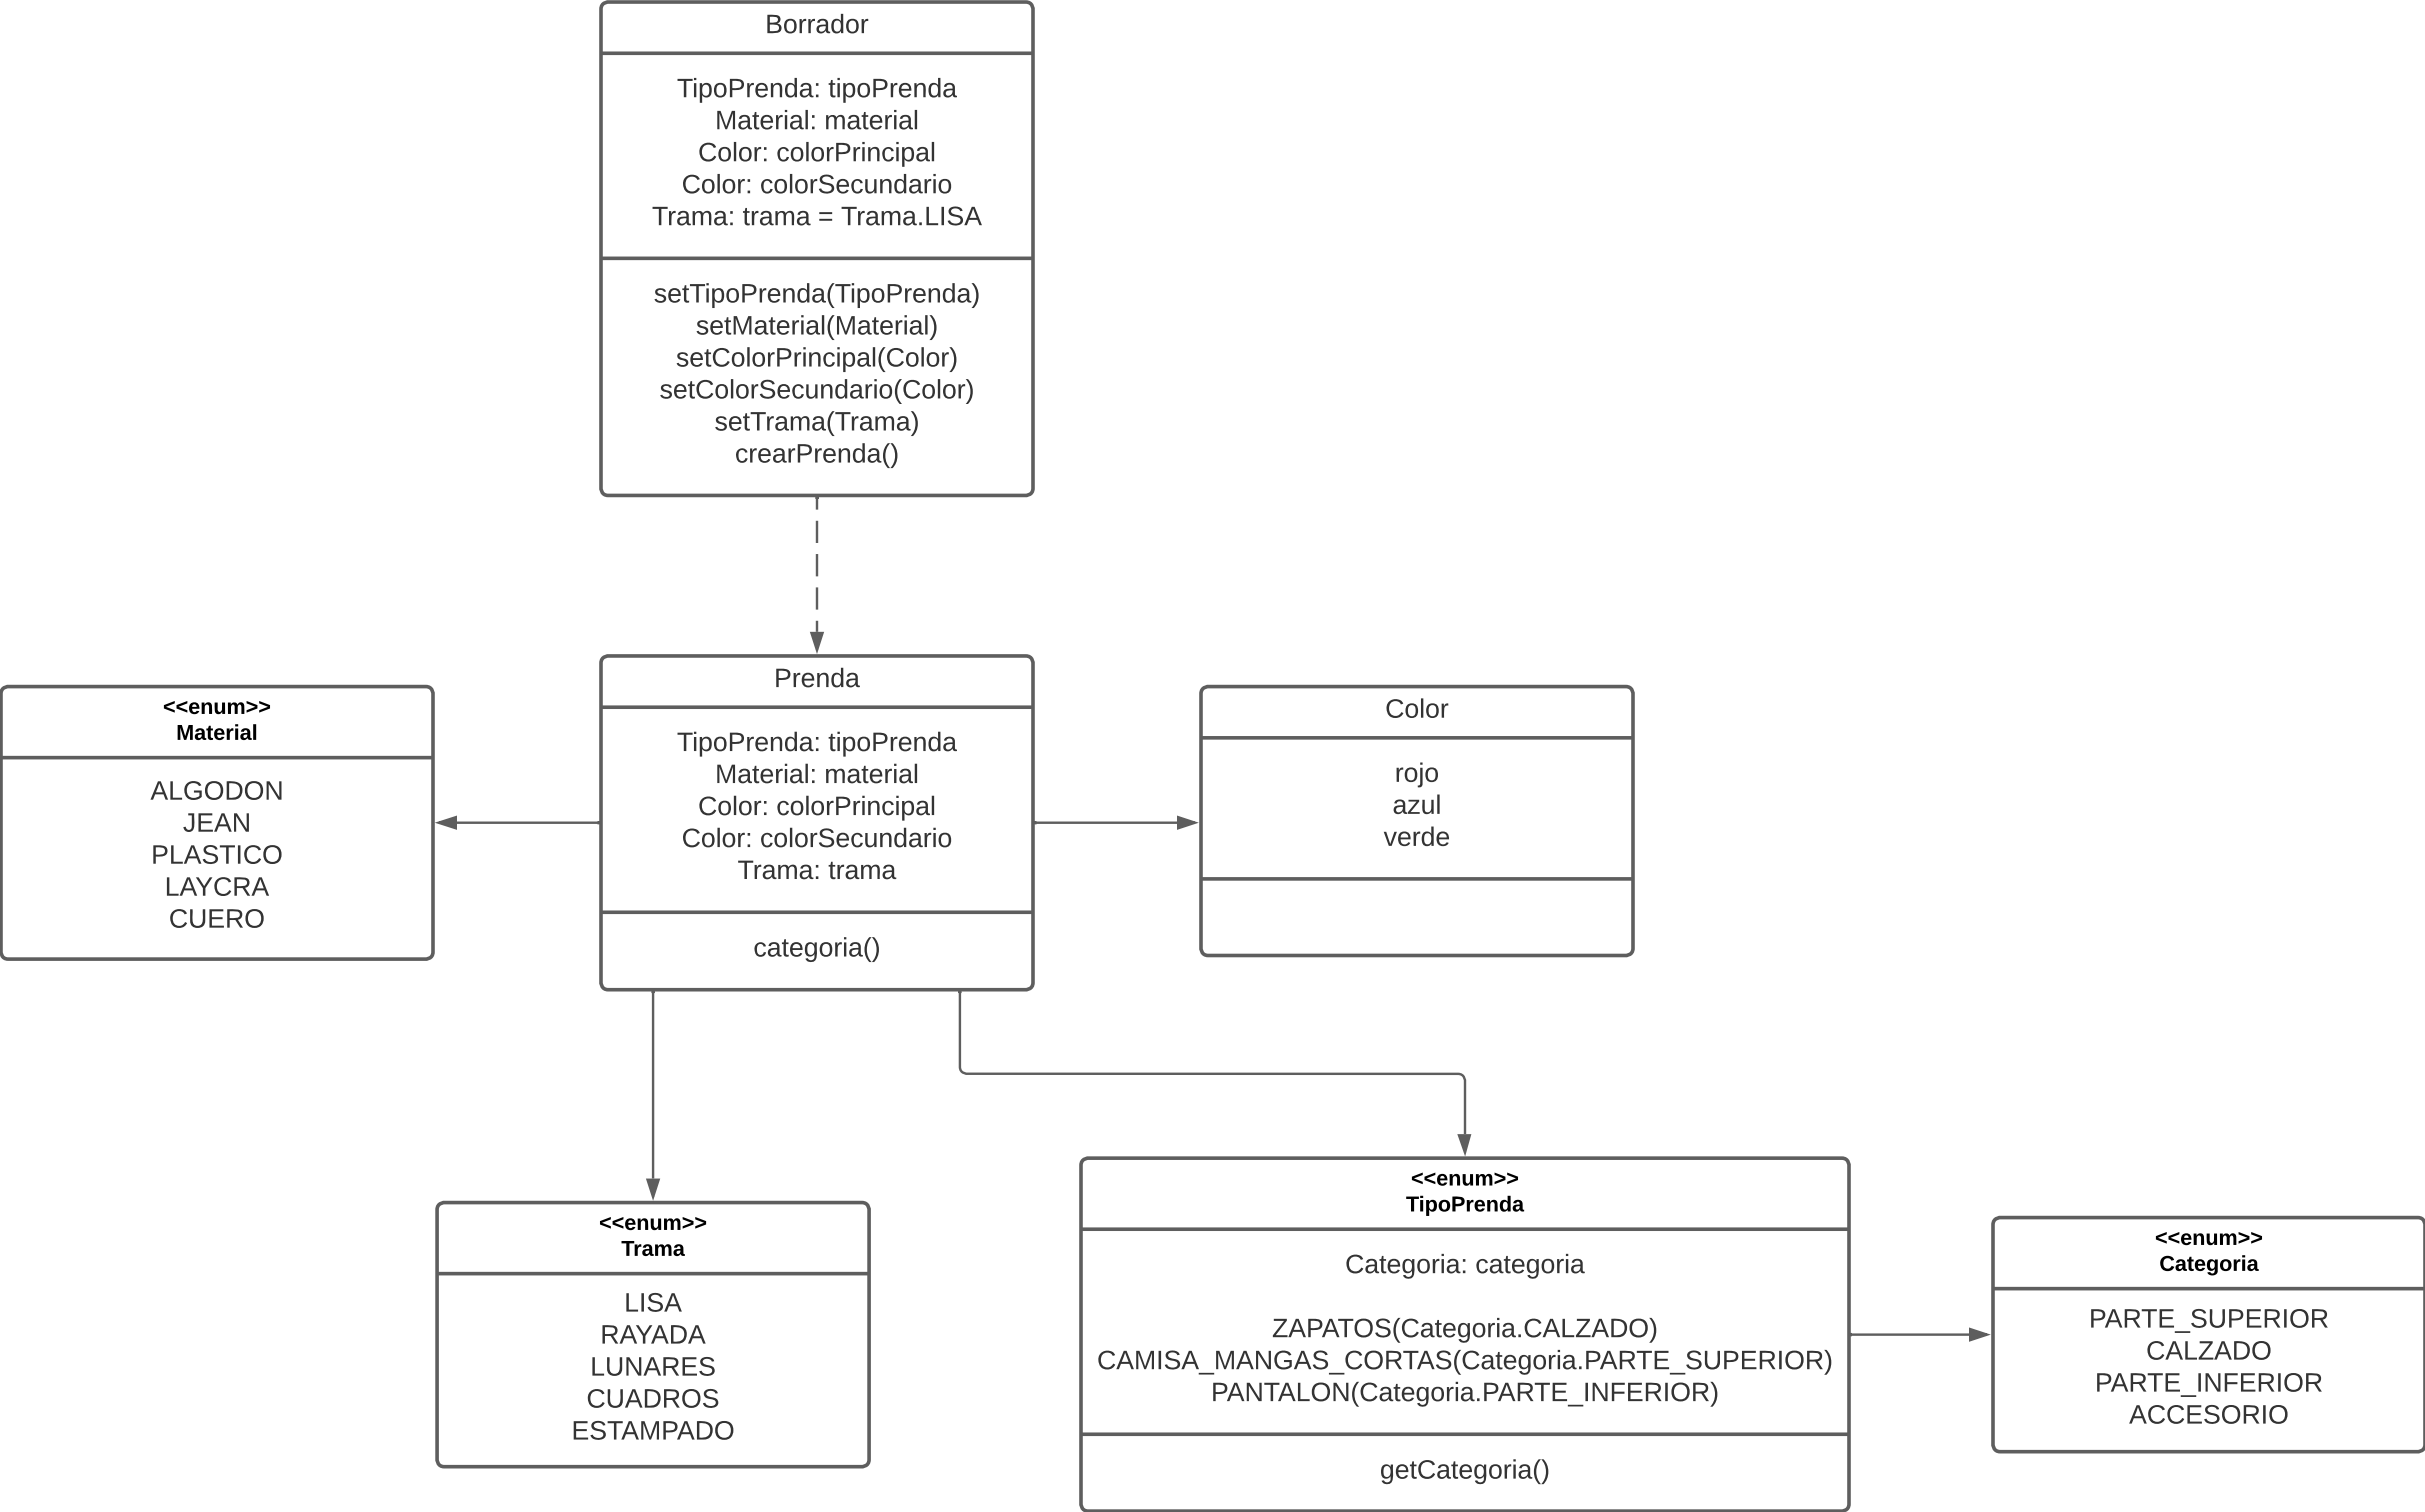 Borrador
TipoPrenda: tipoPrenda
Material: material
Color: colorPrincipal
Color: colorSecundario
Trama: trama = Trama.LISA
setTipoPrenda(TipoPrenda)
setMaterial(Material)
setColorPrincipal(Color)
setColorSecundario(Color)
setTrama(Trama)
crearPrenda()
<<enum>>
Material
ALGODON
JEAN
PLASTICO
LAYCRA
CUERO
Prenda
TipoPrenda: tipoPrenda
Material: material
Color: colorPrincipal
Color: colorSecundario
Trama: trama
categoria()
Color
rojo
azul
verde
<<enum>>
Trama
LISA
RAYADA
LUNARES
CUADROS
ESTAMPADO
<<enum>>
TipoPrenda
Categoria: categoria
ZAPATOS(Categoria.CALZADO)
CAMISA_MANGAS_CORTAS(Categoria.PARTE_SUPERIOR)
PANTALON(Categoria.PARTE_INFERIOR)
getCategoria()
<<enum>>
Categoria
PARTE_SUPERIOR
CALZADO
PARTE_INFERIOR
ACCESORIO